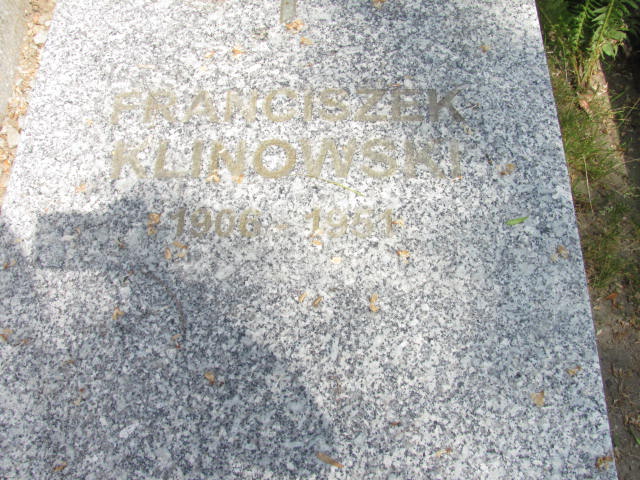 FRANCISZEK
KLINOWSKI
1906 - 1951